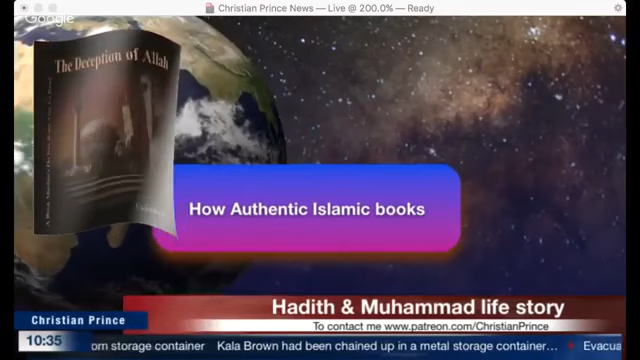 Christian Prince News — Live @ 200.0% — Ready
Google
The Deception of Allah
How Authentic Islamic books
Hadith & Muhammad life story
To contact me www.patreon.com/ChristianPrince
Christian Prince
10:35
om storage container Kala Brown had been chained up in a metal storage container... Evacua